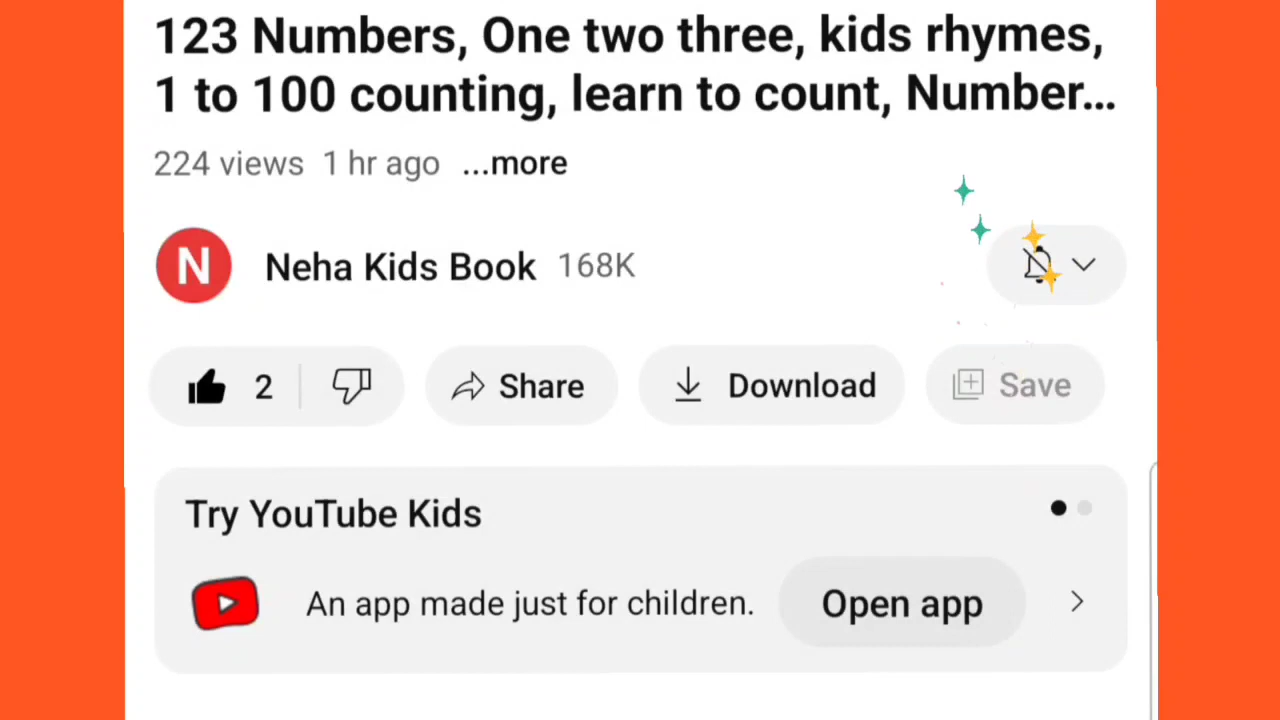 123 Numbers, One two three, kids rhymes,
1 to 100 counting, learn to count, Number...
224 views 1 hr ago ...more
N Neha Kids Book 168K
2 Share Download Save
Try YouTube Kids
An app made just for children. Open app